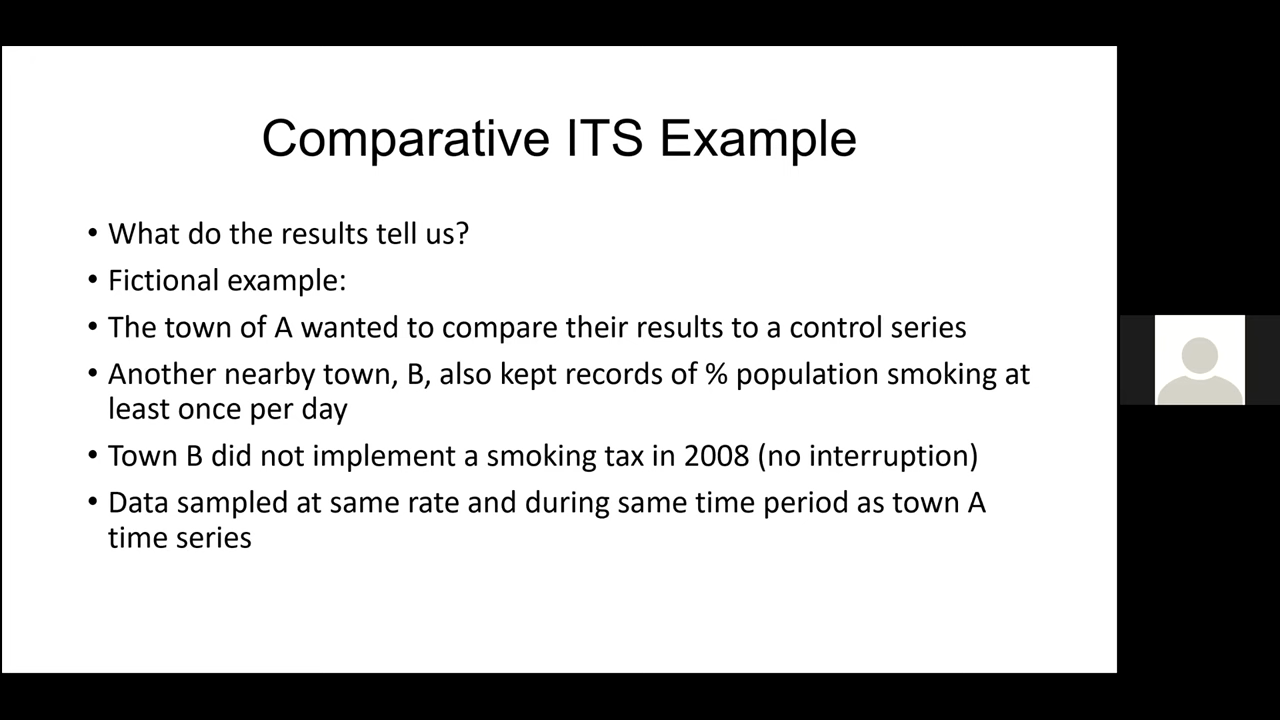 Comparative ITS Example
• What do the results tell us?
• Fictional example:
• The town of A wanted to compare their results to a control series
• Another nearby town, B, also kept records of % population smoking at
least once per day
• Town B did not implement a smoking tax in 2008 (no interruption)
• Data sampled at same rate and during same time period as town A
time series